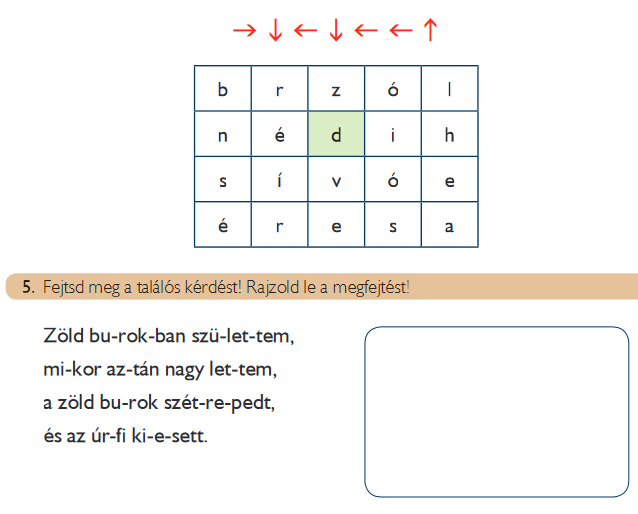 → ↓ ← ↓ ← ← ↑
b r z ó l
n é d i h
s í v ó e
é r e s a
5. Fejtsd meg a találós kérdést! Rajzold le a megfejtést!
Zöld bu-rok-ban szü-let-tem,
mi-kor az-tán nagy let-tem,
a zöld bu-rok szét-re-pedt,
és az úr-fi ki-e-sett.